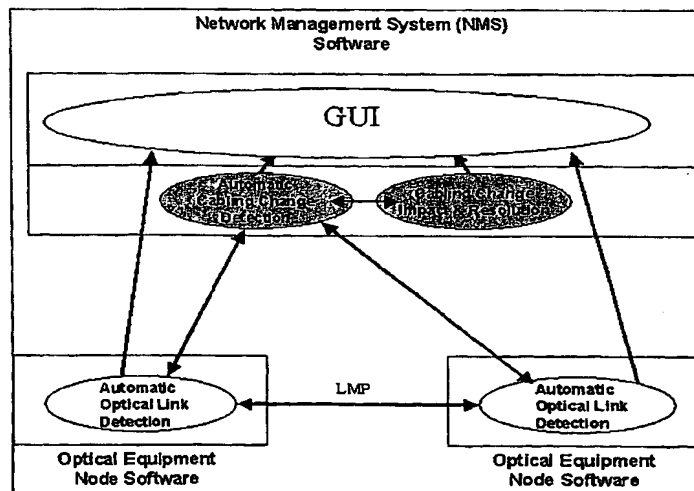 Network Management System (NMS)
Software
GUI
Automatic
Cabling Change
Detection
Cabling Change
Impact & Resolution
Automatic
Optical Link
Detection
LMP
Automatic
Optical Link
Detection
Optical Equipment
Node Software
Optical Equipment
Node Software